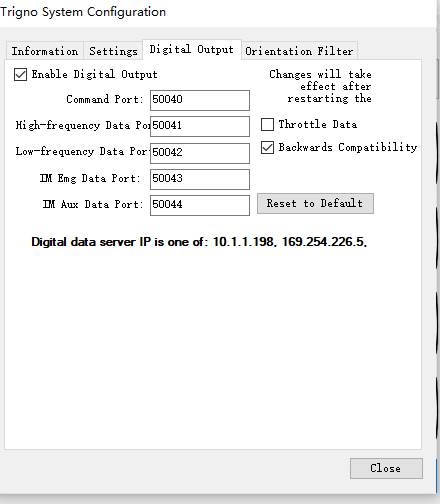 Trigno System Configuration
Information Settings Digital Output Orientation Filter
Enable Digital Output
Changes will take
effect after
restarting the
Command Port: 50040
High-frequency Data Por 50041
Throttle Data
Low-frequency Data Port 50042
Backwards Compatibility
IM Emg Data Port: 50043
IM Aux Data Port: 50044
Reset to Default
Digital data server IP is one of: 10.1.1.198, 169.254.226.5,
Close